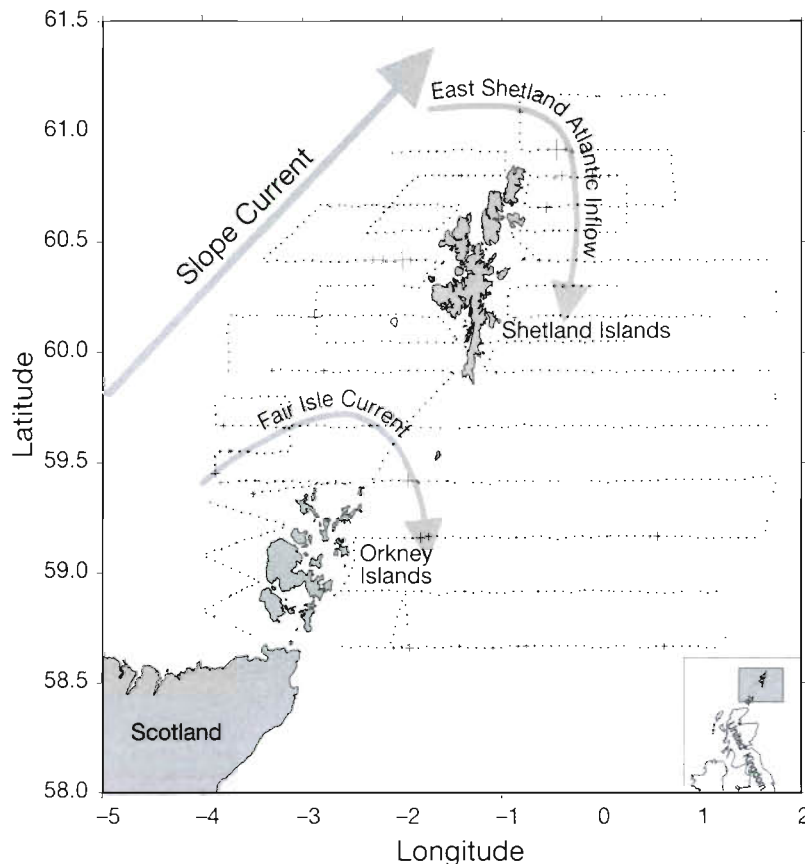 61.5
61.0
60.5
60.0
59.5
59.0
58.5
58.0
Latitude
East Shetland Atlantic Inflow
Slope Current
Shetland Islands
Fair Isle Current
Orkney
Islands
Scotland
United Kingdom
−5
−4
−3
−2
−1
0
1
2
Longitude